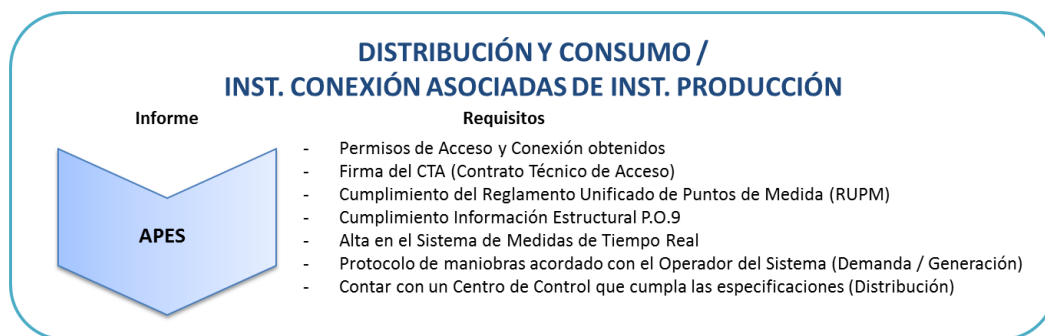 DISTRIBUCIÓN Y CONSUMO /
INST. CONEXIÓN ASOCIADAS DE INST. PRODUCCIÓN
Informe
Requisitos
APES
- Permisos de Acceso y Conexión obtenidos
- Firma del CTA (Contrato Técnico de Acceso)
- Cumplimiento del Reglamento Unificado de Puntos de Medida (RUPM)
- Cumplimiento Información Estructural P.O.9
- Alta en el Sistema de Medidas de Tiempo Real
- Protocolo de maniobras acordado con el Operador del Sistema (Demanda / Generación)
- Contar con un Centro de Control que cumpla las especificaciones (Distribución)